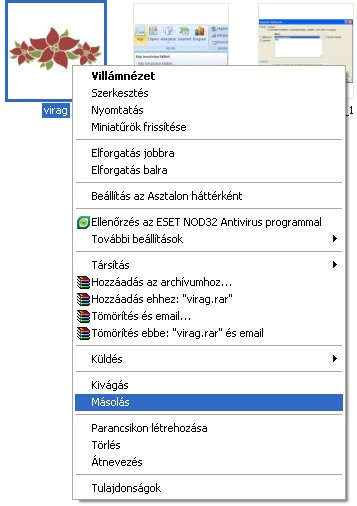 virag
_1
Villámnézet
Szerkesztés
Nyomtatás
Miniatűrök frissítése
Elforgatás jobbra
Elforgatás balra
Beállítás az Asztalon háttérként
Ellenőrzés az ESET NOD32 Antivirus programmal
További beállítások
Társítás
Hozzáadás az archívumhoz...
Hozzáadás ehhez: "virag.rar"
Tömörítés és email...
Tömörítés ebbe: "virag.rar" és email
Küldés
Kivágás
Másolás
Parancsikon létrehozása
Törlés
Átnevezés
Tulajdonságok